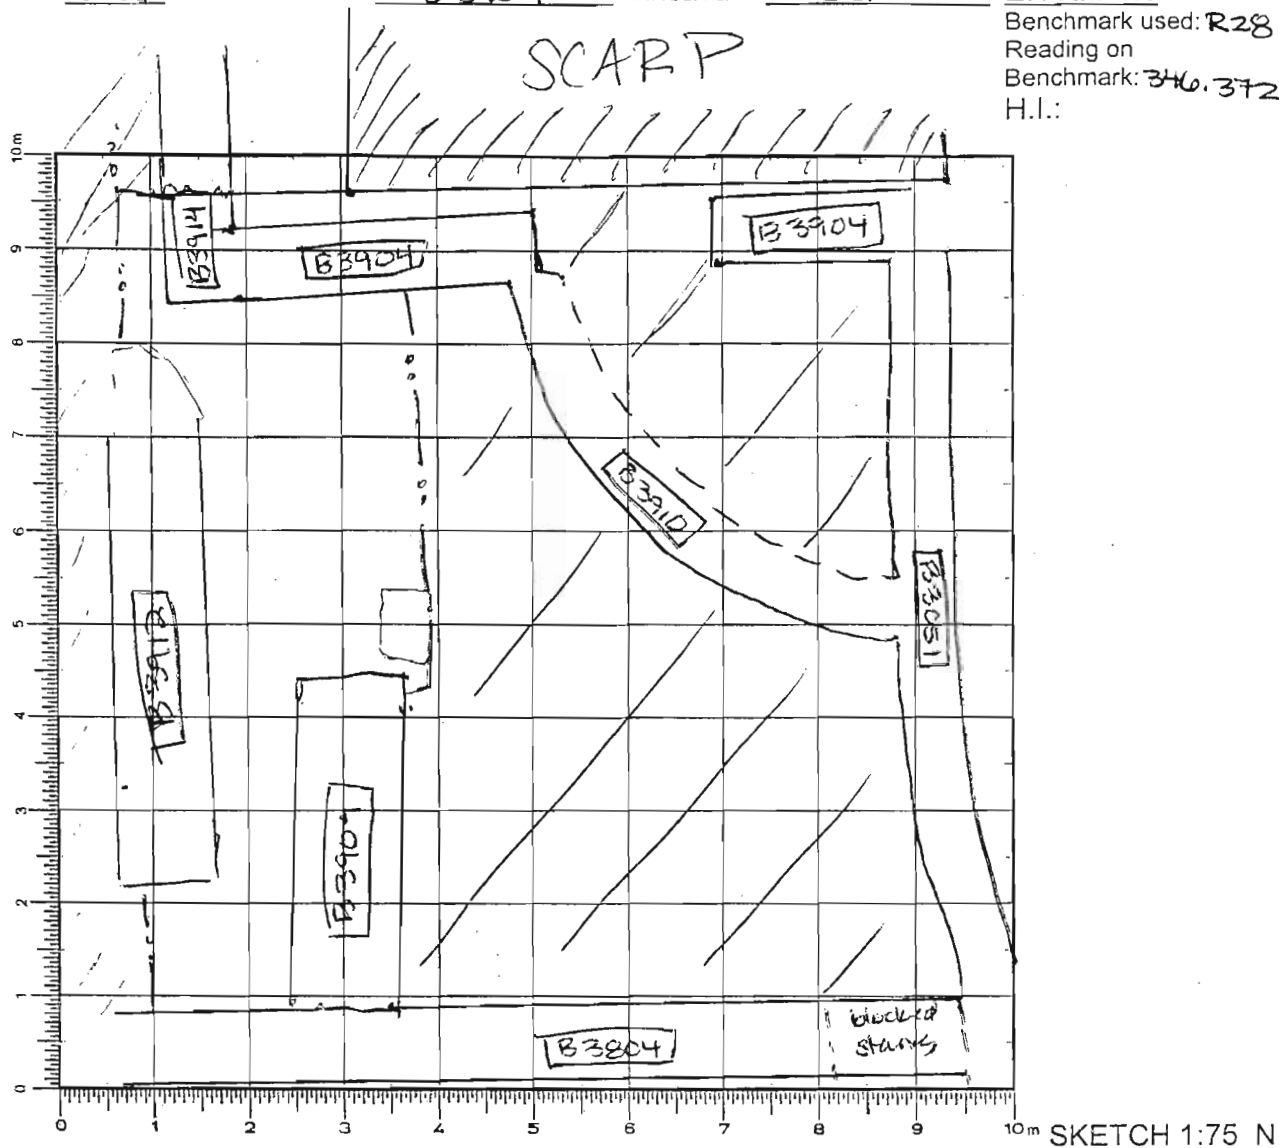 SCARP
Benchmark used: R28
Reading on
Benchmark: 346.372
H.I.:
10m
9
8
7
6
5
4
3
2
1
0
B3914
B3904
B3904
B3910
B3051
B3912
B3901
B3804
blocked
stairs
0 1 2 3 4 5 6 7 8 9 10m
SKETCH 1:75 N